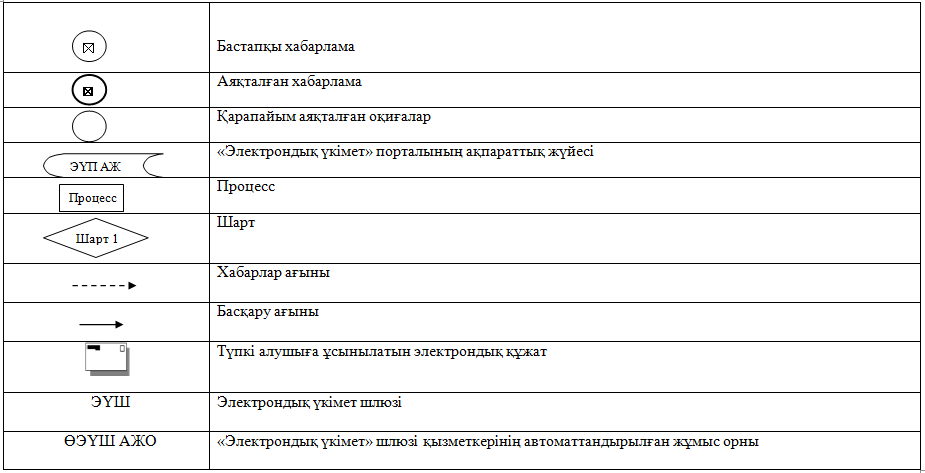 Бастапқы хабарлама
Аяқталған хабарлама
Қарапайым аяқталған оқиғалар
ЭҮП АЖ
«Электрондық үкімет» порталының ақпараттық жүйесі
Процесс
Процесс
Шарт 1
Шарт
Хабарлар ағыны
Басқару ағыны
Түпкі алушыға ұсынылатын электрондық құжат
ЭҮШ
Электрондық үкімет шлюзі
ӨЭҮШ АЖО
«Электрондық үкімет» шлюзі қызметкерінің автоматтандырылған жұмыс орны